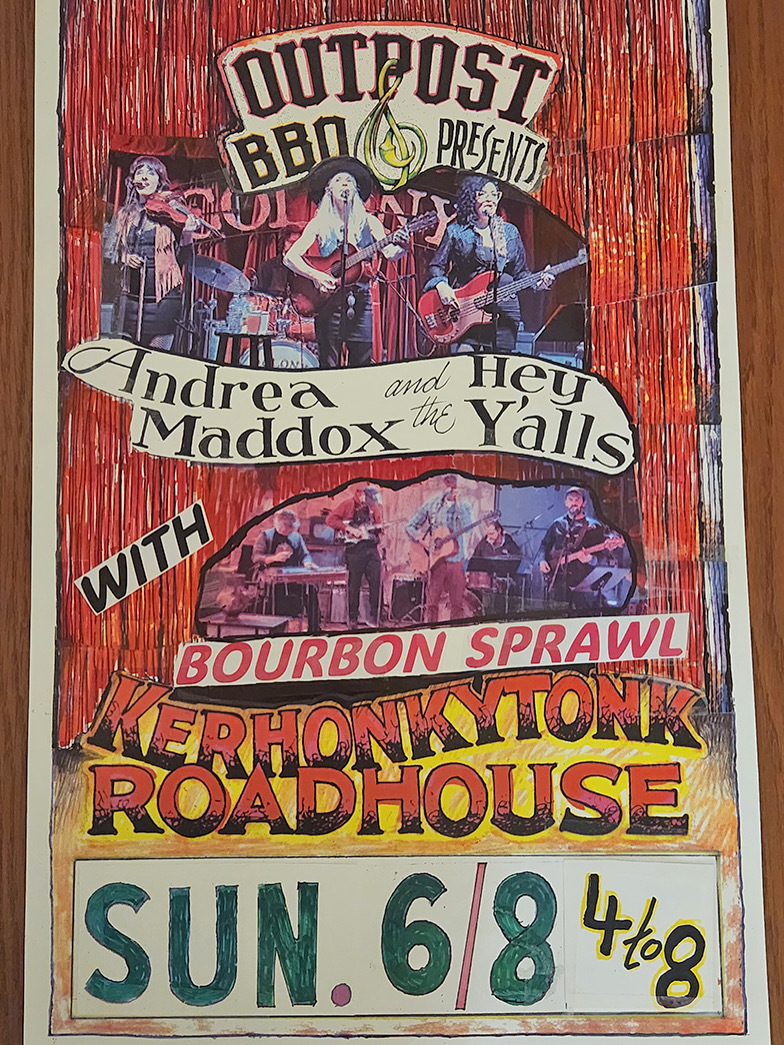 OUTPOST
BBQ PRESENTS
Andrea and Hey
Maddox the Y'alls
WITH
BOURBON SPRAWL
KERHONKYTONK
ROADHOUSE
SUN. 6/8 4 to 8